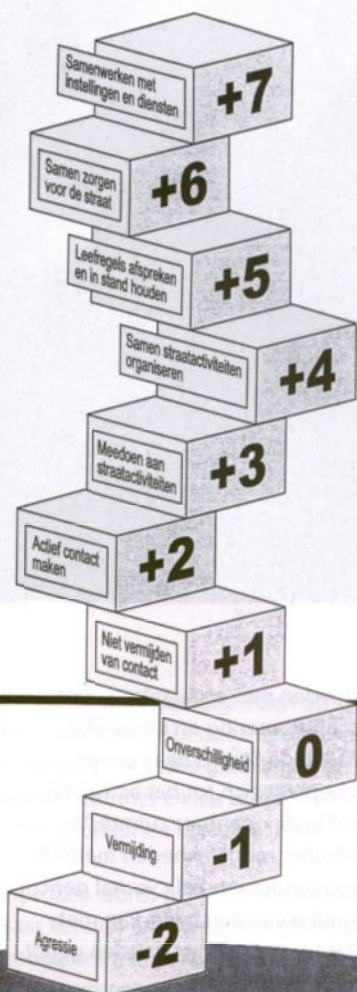 Samenwerken met
instellingen en diensten
+7
Samen zorgen
voor de straat
+6
Leefregels afspreken
en in stand houden
+5
Samen straatactiviteiten
organiseren
+4
Meedoen aan
straatactiviteiten
+3
Actief contact
maken
+2
Niet vermijden
van contact
+1
Onverschilligheid
0
Vermijding
-1
Agressie
-2